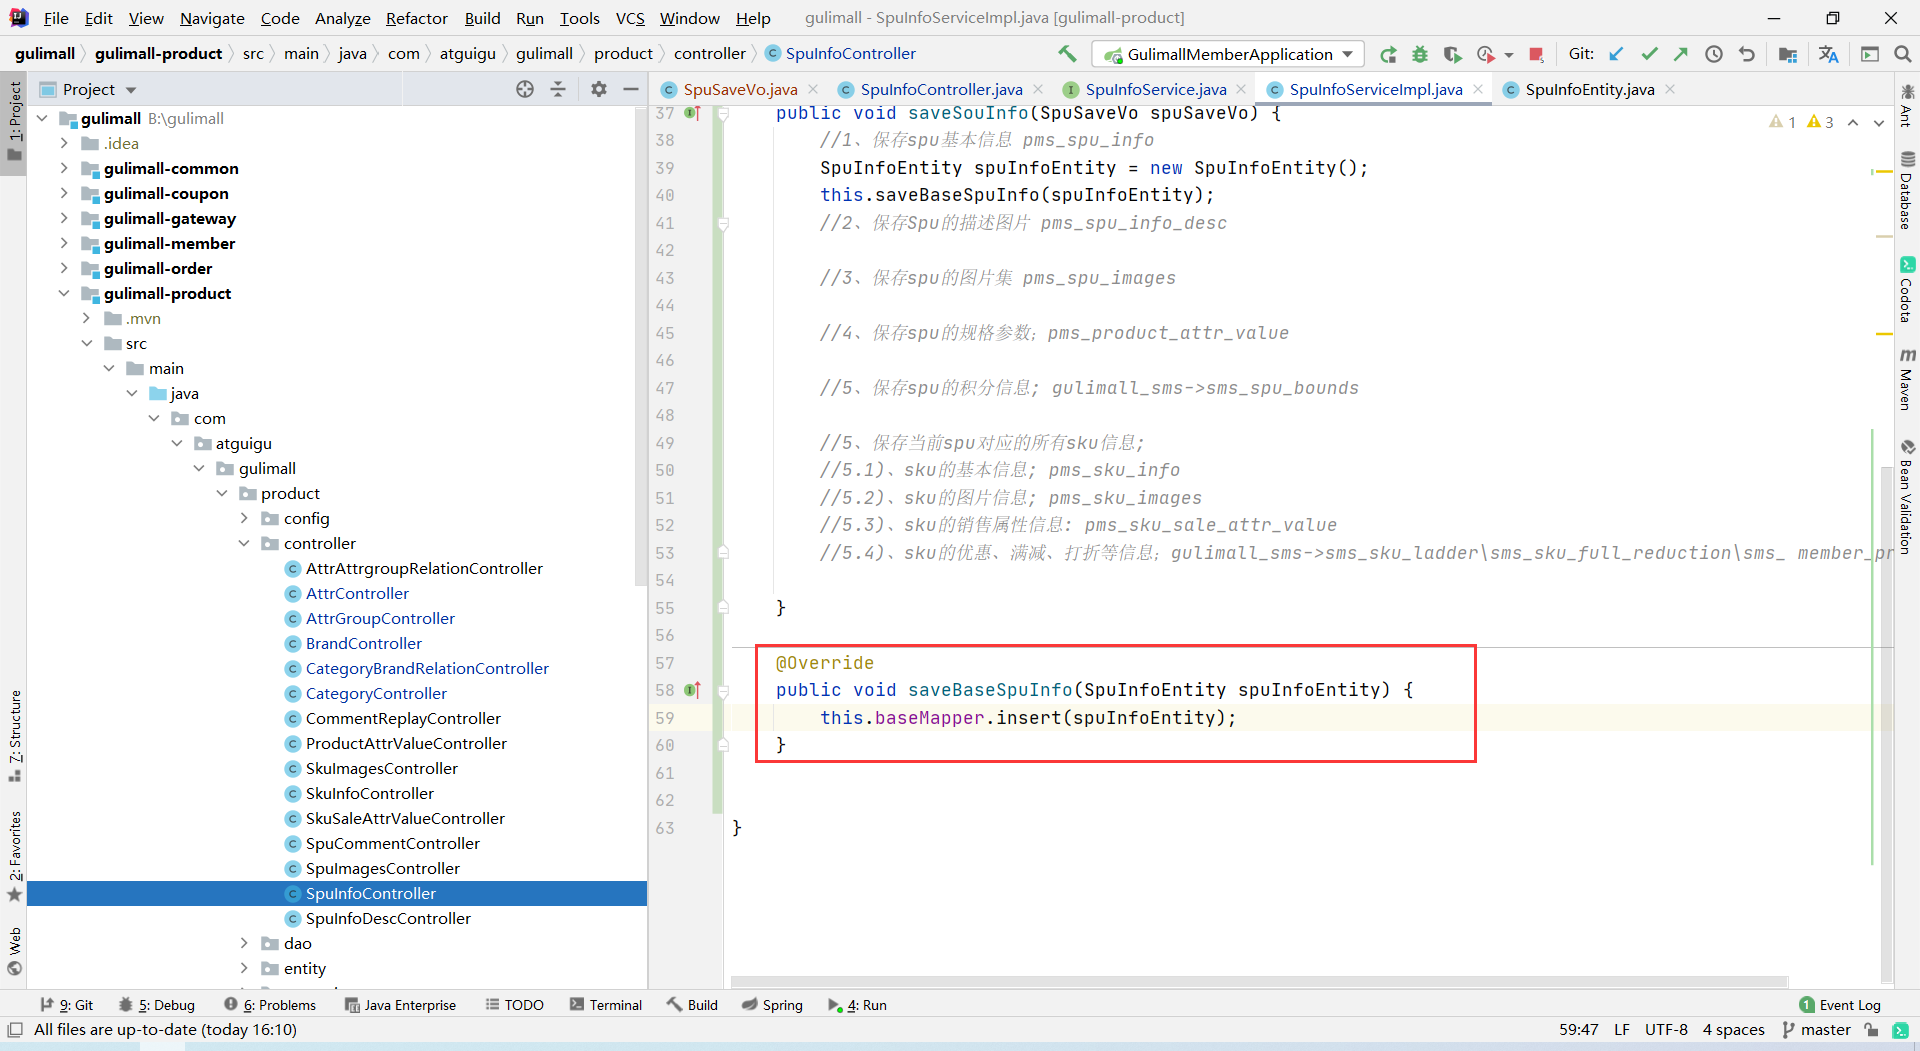 File Edit View Navigate Code Analyze Refactor Build Run Tools VCS Window Help gulimall - SpuInfoServiceImpl.java [gulimall-product]
gulimall gulimall-product src main java com atguigu gulimall product controller SpuInfoController GulimallMemberApplication Git:
Project
SpuSaveVo.java SpuInfoController.java SpuInfoService.java SpuInfoServiceImpl.java SpuInfoEntity.java
1: Project
7: Structure
2: Favorites
Web
gulimall B:\gulimall
.idea
gulimall-common
gulimall-coupon
gulimall-gateway
gulimall-member
gulimall-order
gulimall-product
.mvn
src
main
java
com
atguigu
gulimall
product
config
controller
AttrAttrgroupRelationController
AttrController
AttrGroupController
BrandController
CategoryBrandRelationController
CategoryController
CommentReplayController
ProductAttrValueController
SkuImagesController
SkuInfoController
SkuSaleAttrValueController
SpuCommentController
SpuImagesController
SpuInfoController
SpuInfoDescController
dao
entity
1 3
37 public void saveSouInfo(SpuSaveVo spuSaveVo) {
38 //1、保存spu基本信息 pms_spu_info
39 SpuInfoEntity spuInfoEntity = new SpuInfoEntity();
40 this.saveBaseSpuInfo(spuInfoEntity);
41 //2、保存Spu的描述图片 pms_spu_info_desc
42
43 //3、保存spu的图片集 pms_spu_images
44
45 //4、保存spu的规格参数；pms_product_attr_value
46
47 //5、保存spu的积分信息; gulimall_sms->sms_spu_bounds
48
49 //5、保存当前spu对应的所有sku信息;
50 //5.1)、sku的基本信息; pms_sku_info
51 //5.2)、sku的图片信息; pms_sku_images
52 //5.3)、sku的销售属性信息: pms_sku_sale_attr_value
53 //5.4)、sku的优惠、满减、打折等信息；gulimall_sms->sms_sku_ladder\sms_sku_full_reduction\sms_ member_pr
54
55 }
56
57 @Override
58 public void saveBaseSpuInfo(SpuInfoEntity spuInfoEntity) {
59 this.baseMapper.insert(spuInfoEntity);
60 }
61
62
63 }
Ant
Database
Codota
Maven
Bean Validation
9: Git 5: Debug 6: Problems Java Enterprise TODO Terminal Build Spring 4: Run 1 Event Log
All files are up-to-date (today 16:10) 59:47 LF UTF-8 4 spaces master